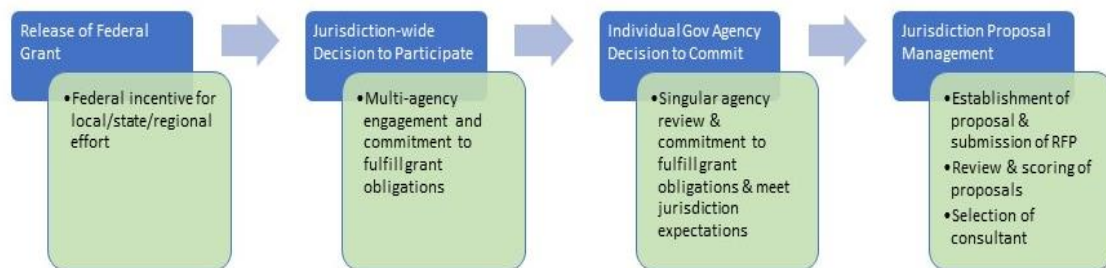 Release of Federal
Grant
•Federal incentive for
local/state/regional
effort
Jurisdiction-wide
Decision to Participate
•Multi-agency
engagement and
commitment to
fulfill grant
obligations
Individual Gov Agency
Decision to Commit
•Singular agency
review &
commitment to
fulfill grant
obligations & meet
jurisdiction
expectations
Jurisdiction Proposal
Management
•Establishment of
proposal &
submission of RFP
•Review & scoring of
proposals
•Selection of
consultant